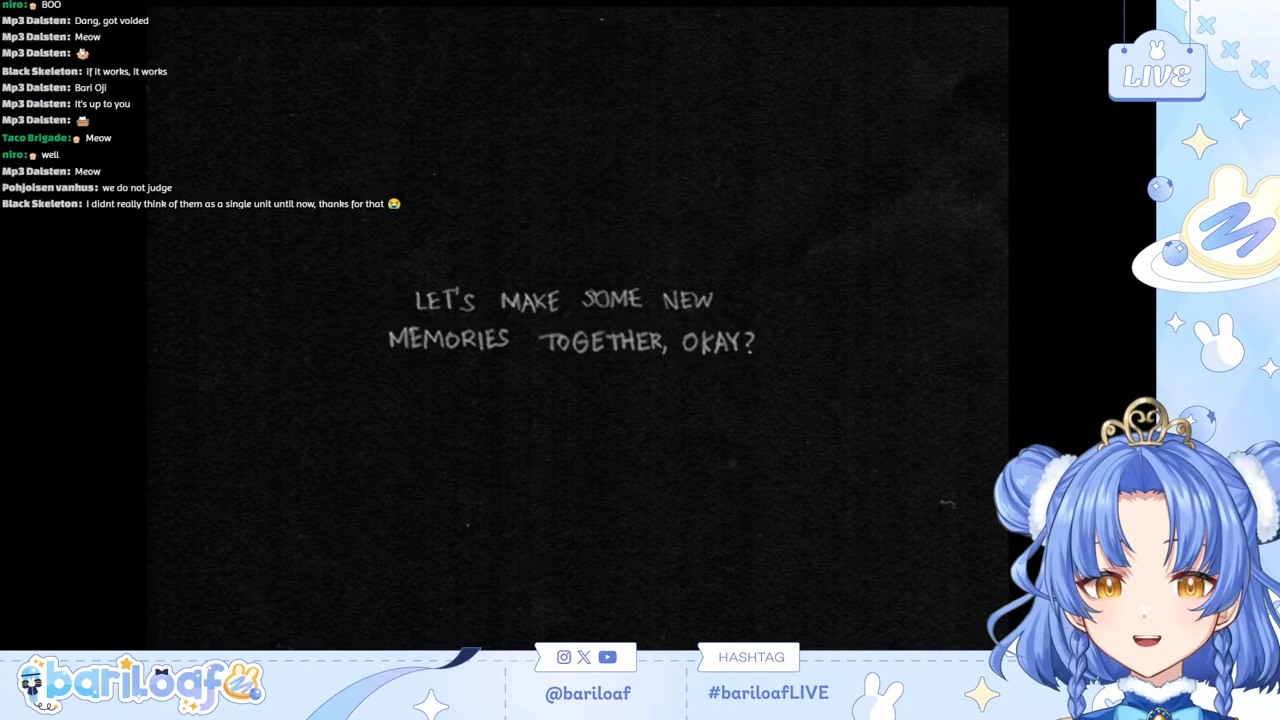 niro: BOO
Mp3 Dalsten: Dang, got voided
Mp3 Dalsten: Meow
Mp3 Dalsten:
Black Skeleton: if it works, it works
Mp3 Dalsten: Bari Oji
Mp3 Dalsten: It's up to you
Mp3 Dalsten:
Taco Brigade: Meow
niro: well
Mp3 Dalsten: Meow
Pohjoisen vanhus: we do not judge
Black Skeleton: I didnt really think of them as a single unit until now, thanks for that 😭
LIVE
LET'S MAKE SOME NEW
MEMORIES TOGETHER, OKAY?
bariloaf
@bariloaf
HASHTAG
#bariloafLIVE